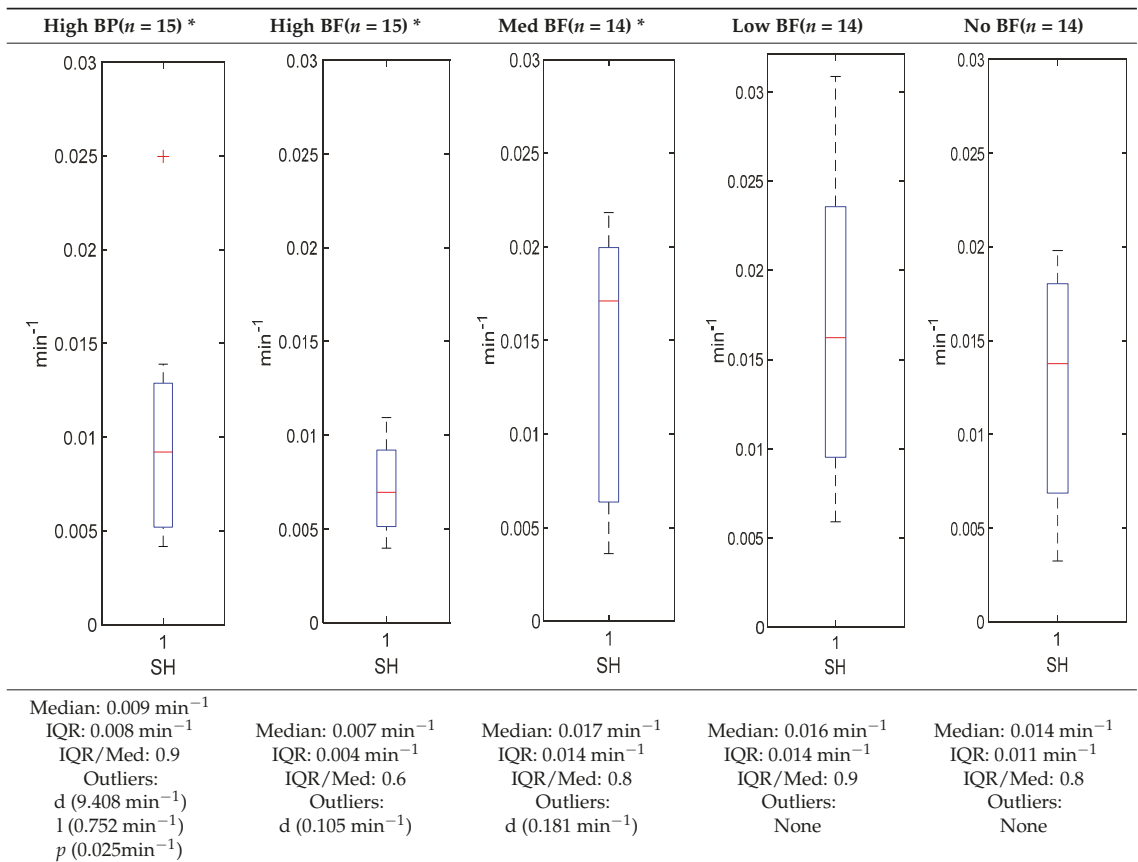 High BP(n = 15) * High BF(n = 15) * Med BF(n = 14) * Low BF(n = 14) No BF(n = 14)
0.03
0.025
0.02
0.015
0.01
0.005
0
min⁻¹
1
SH
0.03
0.025
0.02
0.015
0.01
0.005
0
min⁻¹
1
SH
0.03
0.025
0.02
0.015
0.01
0.005
0
min⁻¹
1
SH
0.03
0.025
0.02
0.015
0.01
0.005
0
min⁻¹
1
SH
0.03
0.025
0.02
0.015
0.01
0.005
0
min⁻¹
1
SH
Median: 0.009 min⁻¹
IQR: 0.008 min⁻¹
IQR/Med: 0.9
Outliers:
d (9.408 min⁻¹)
l (0.752 min⁻¹)
p (0.025min⁻¹)
Median: 0.007 min⁻¹
IQR: 0.004 min⁻¹
IQR/Med: 0.6
Outliers:
d (0.105 min⁻¹)
Median: 0.017 min⁻¹
IQR: 0.014 min⁻¹
IQR/Med: 0.8
Outliers:
d (0.181 min⁻¹)
Median: 0.016 min⁻¹
IQR: 0.014 min⁻¹
IQR/Med: 0.9
Outliers:
None
Median: 0.014 min⁻¹
IQR: 0.011 min⁻¹
IQR/Med: 0.8
Outliers:
None